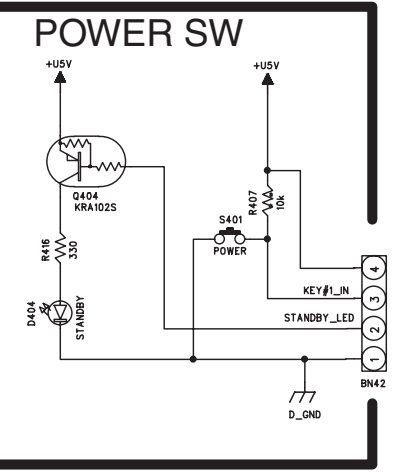 POWER SW
+U5V
+U5V
Q404
KRA102S
R407
10k
S401
POWER
R416
330
D404
STANDBY
KEY#1_IN
STANDBY_LED
4
3
2
1
BN42
D_GND